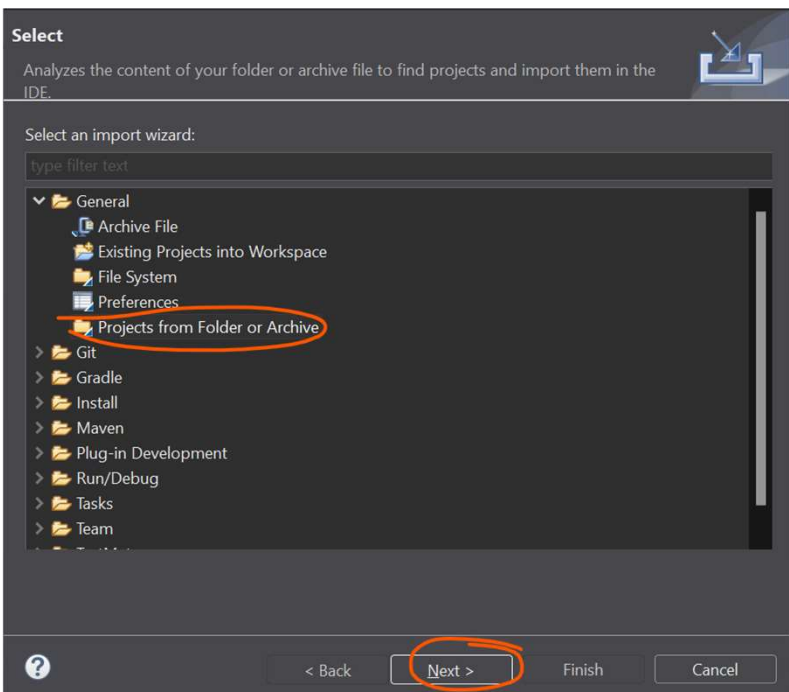 Select
Analyzes the content of your folder or archive file to find projects and import them in the
IDE.
Select an import wizard:
type filter text
General
Archive File
Existing Projects into Workspace
File System
Preferences
Projects from Folder or Archive
Git
Gradle
Install
Maven
Plug-in Development
Run/Debug
Tasks
Team
? < Back Next > Finish Cancel